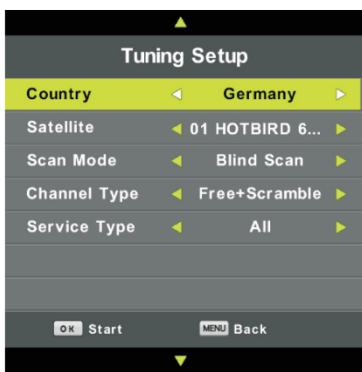 Tuning Setup
Country Germany
Satellite 01 HOTBIRD 6...
Scan Mode Blind Scan
Channel Type Free+Scramble
Service Type All
OK Start MENU Back